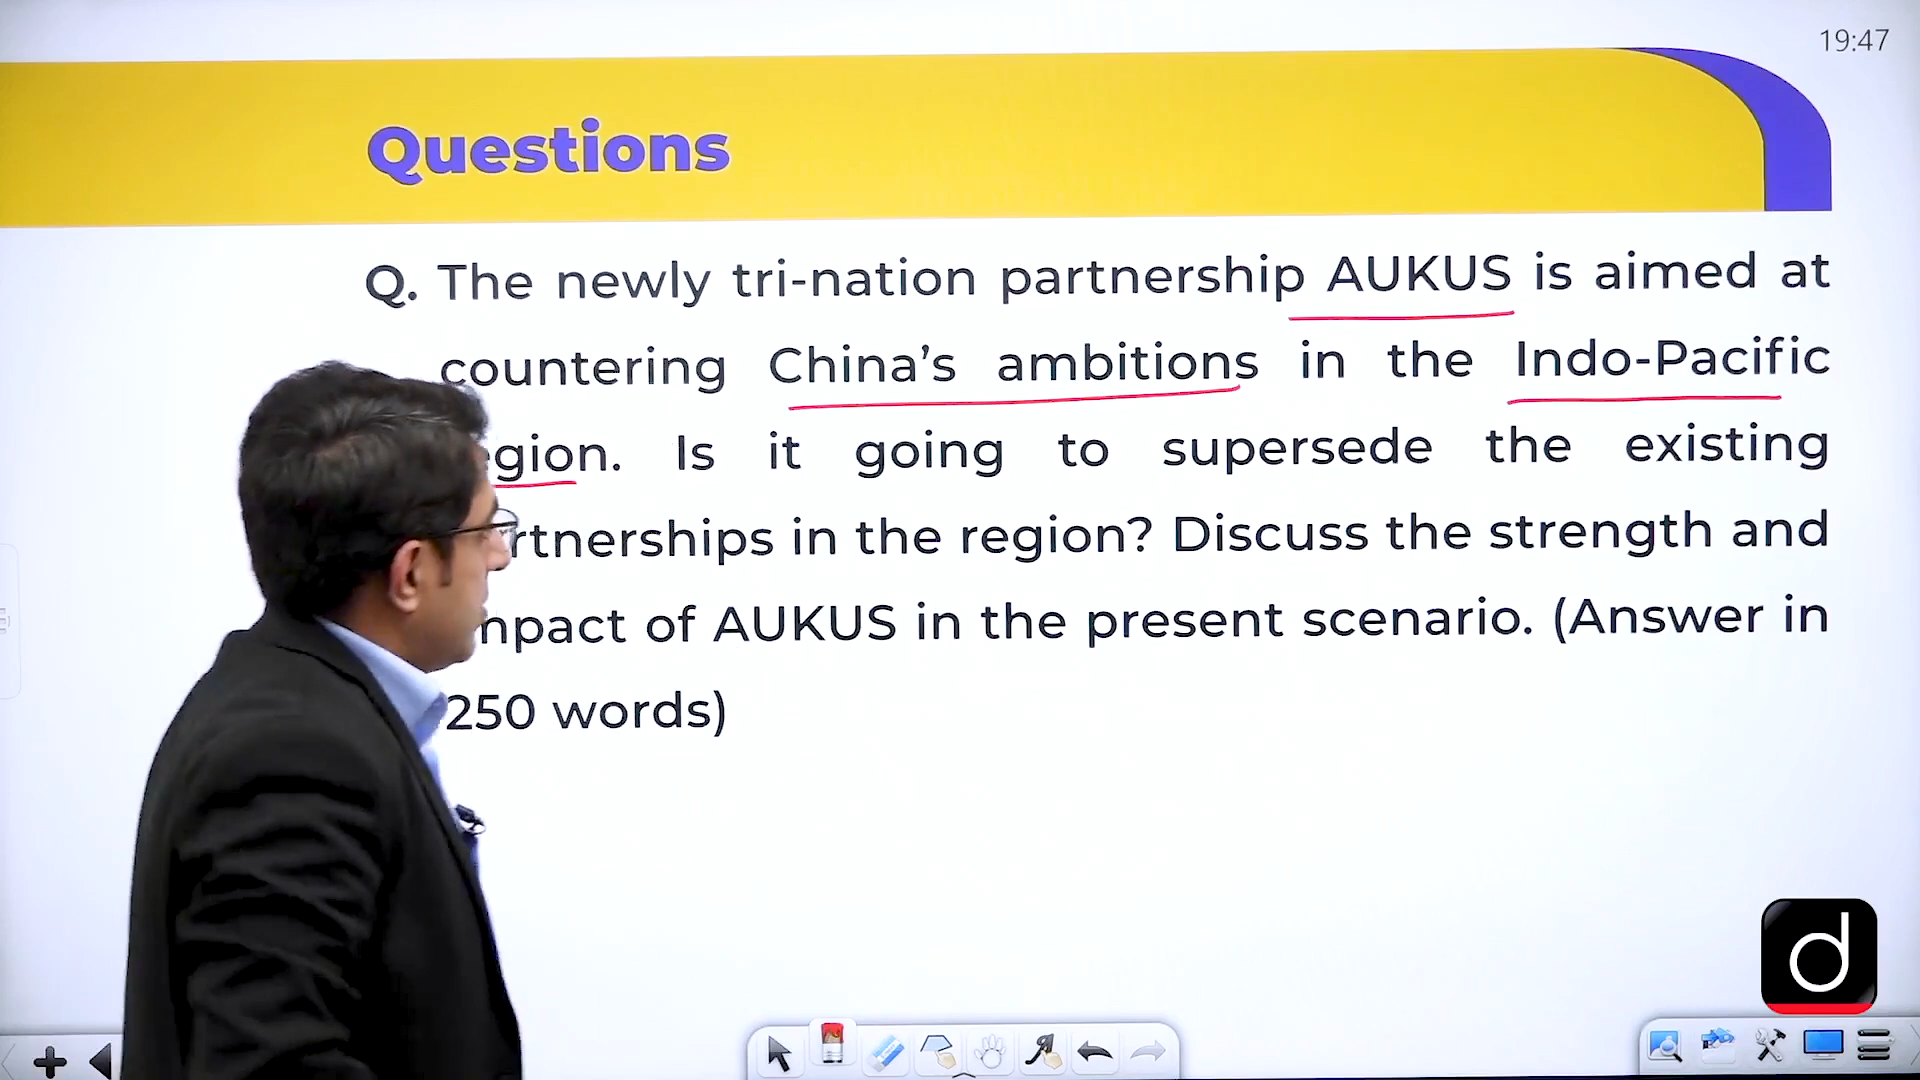 19:47
Questions
Q. The newly tri-nation partnership AUKUS is aimed at
countering China's ambitions in the Indo-Pacific
egion. Is it going to supersede the existing
rtnerships in the region? Discuss the strength and
mpact of AUKUS in the present scenario. (Answer in
250 words)
d